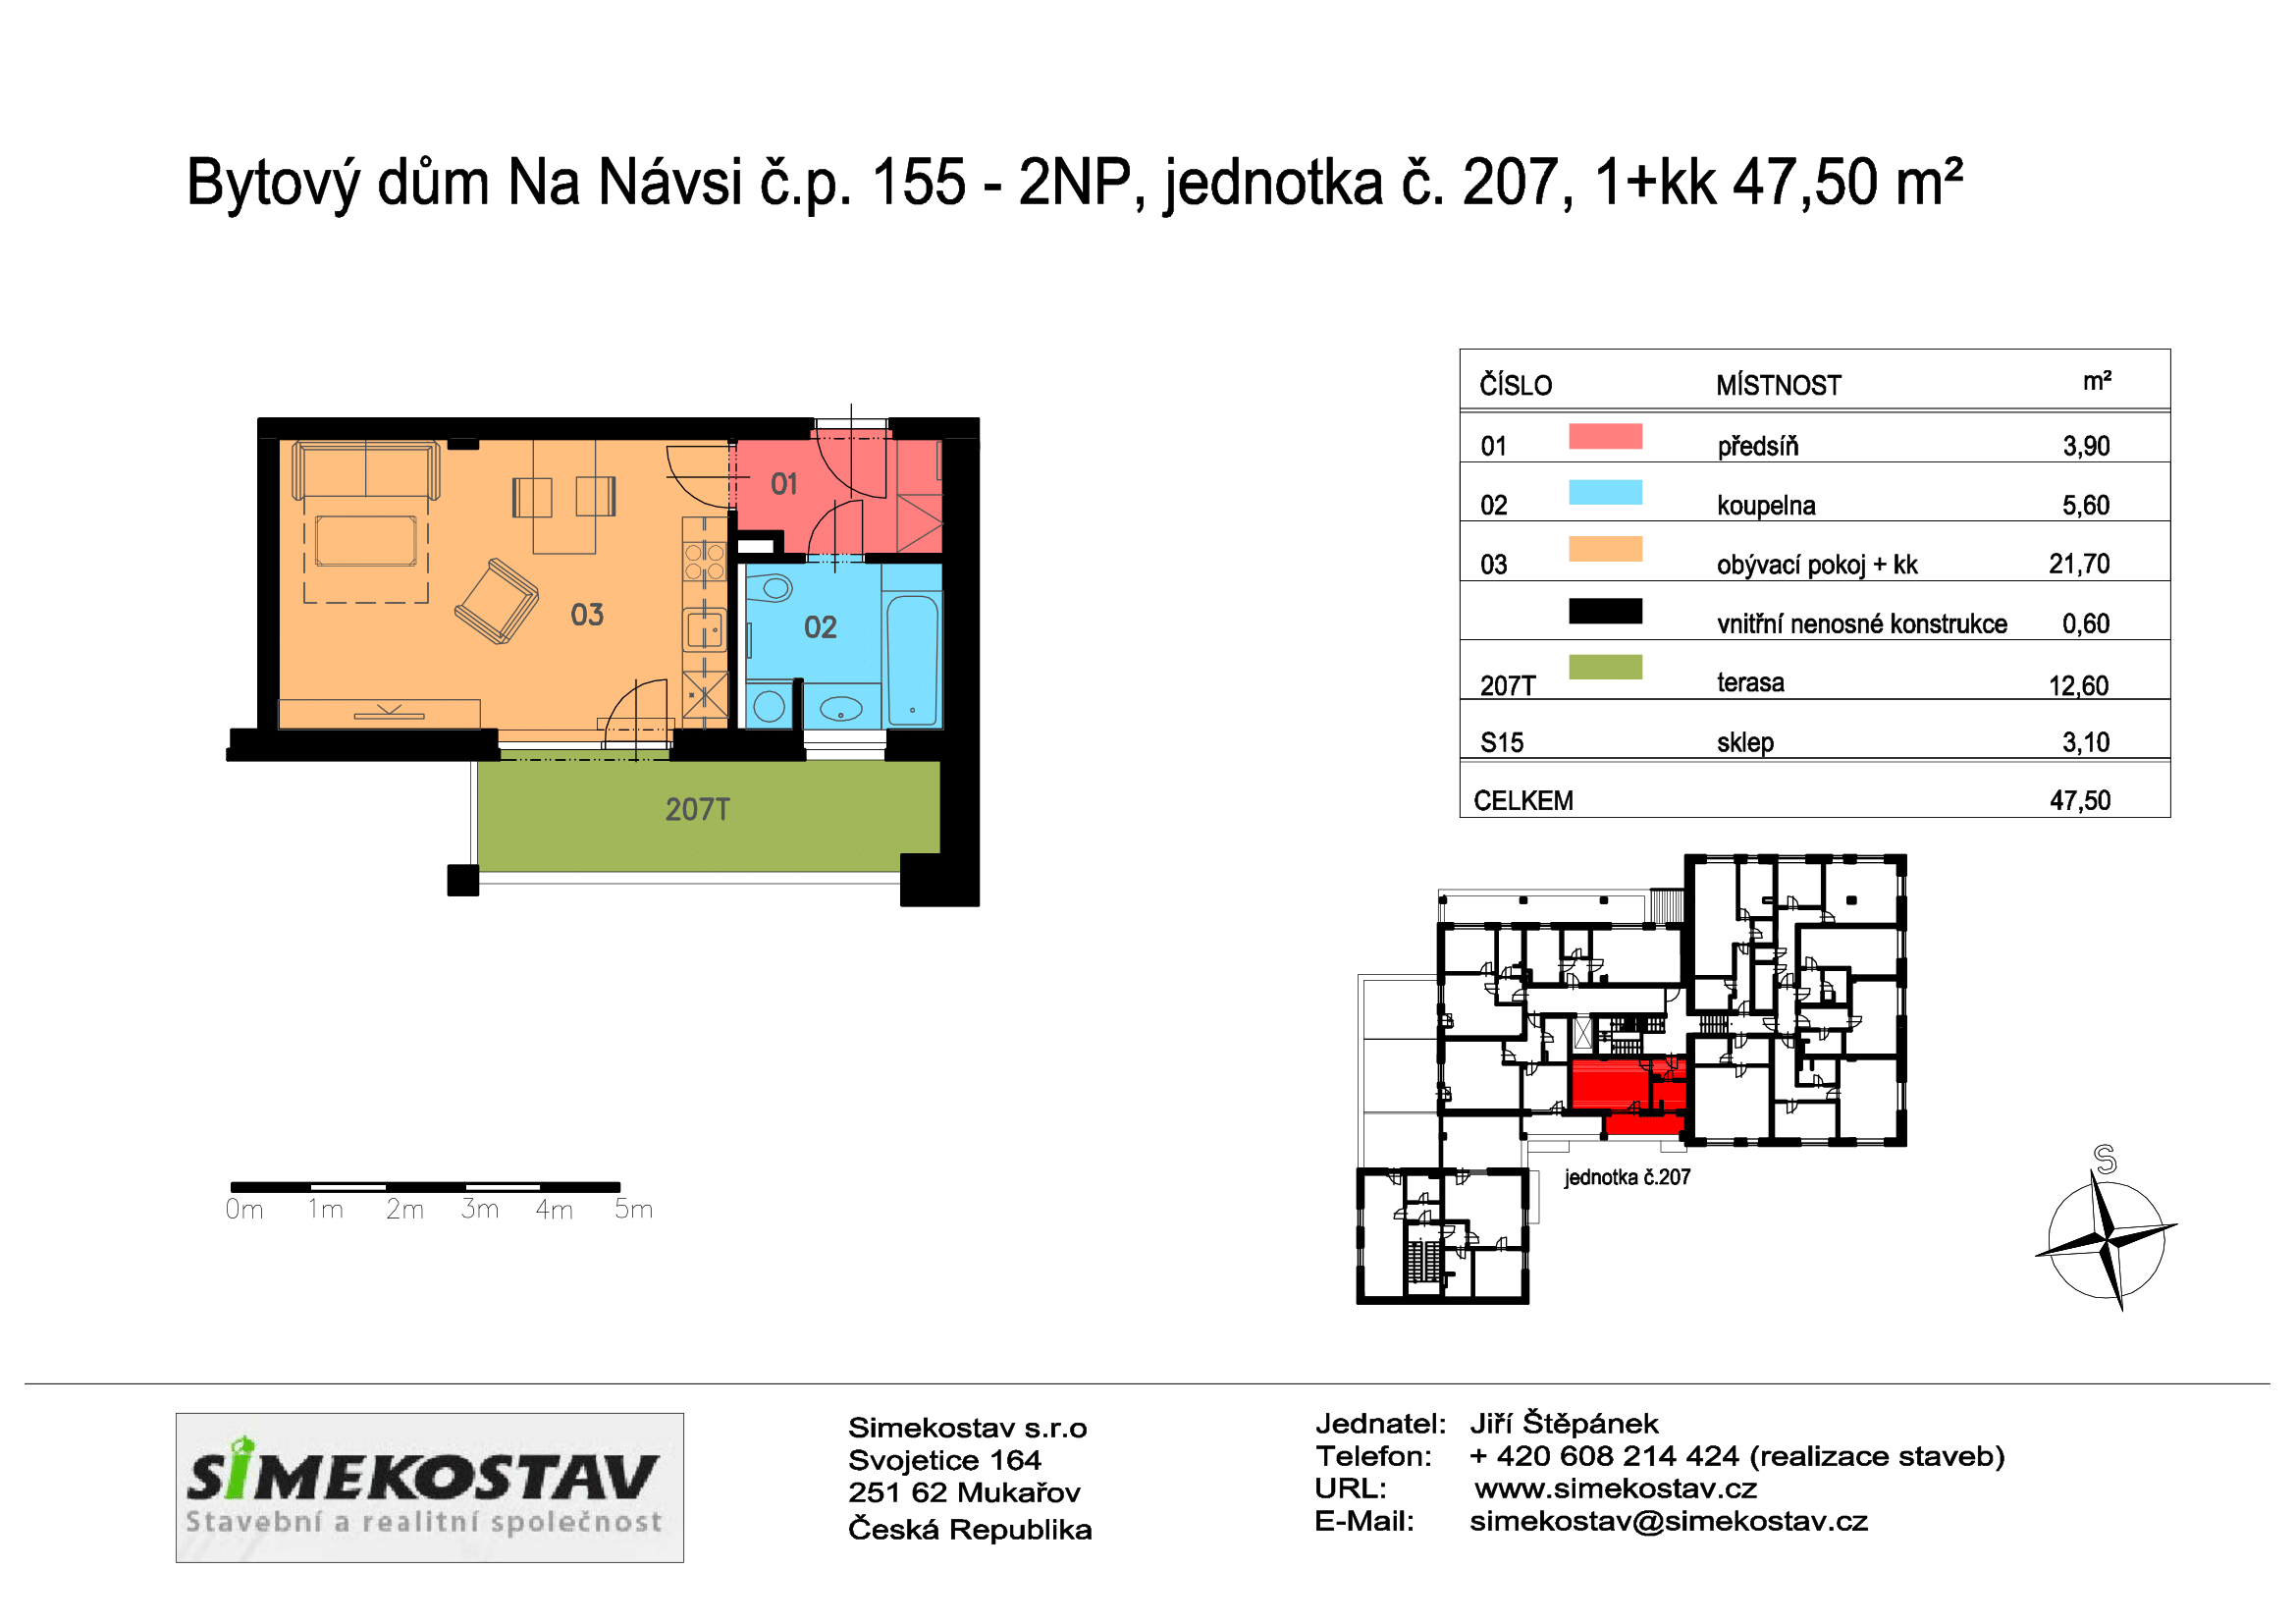 Bytový dům Na Návsi č.p. 155 - 2NP, jednotka č. 207, 1+kk 47,50 m²
ČÍSLO MÍSTNOST m²
01 předsíň 3,90
02 koupelna 5,60
03 obývací pokoj + kk 21,70
vnitřní nenosné konstrukce 0,60
207T terasa 12,60
S15 sklep 3,10
CELKEM 47,50
01
03
02
207T
jednotka č.207
S
0m 1m 2m 3m 4m 5m
SIMEKOSTAV
Stavební a realitní společnost
Simekostav s.r.o
Svojetice 164
251 62 Mukařov
Česká Republika
Jednatel: Jiří Štěpánek
Telefon: + 420 608 214 424 (realizace staveb)
URL: www.simekostav.cz
E-Mail: simekostav@simekostav.cz